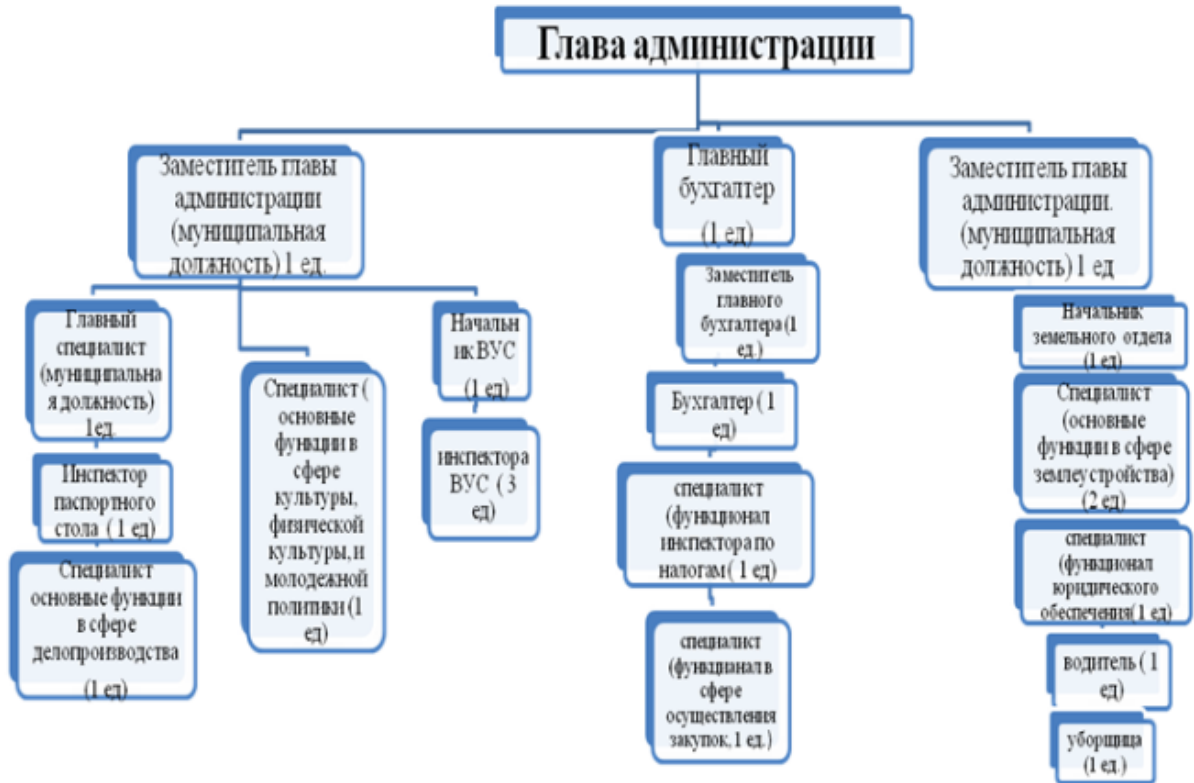 Глава администрации
Заместитель главы
администрации
(муниципальная
должность) 1 ед.
Главный
специалист
(муниципальна
я должность)
1ед.
Инспектор
паспортного
стола ( 1 ед)
Специалист
основные функции
в сфере
делопроизводства
(1 ед)
Специалист (
основные
функции в
сфере
культуры,
физической
культуры, и
молодежной
политики (1
ед)
Начальн
ик ВУС
(1 ед)
инспектора
ВУС ( 3
ед)
Главный
бухгалтер
(1 ед)
Заместитель
главного
бухгалтера (1
ед.)
Бухгалтер ( 1
ед)
специалист
(функционал
инспектора по
налогам ( 1 ед)
специалист
(функцианал в
сфере
осуществления
закупок, 1 ед.)
Заместитель главы
администрации.
(муниципальная
должность) 1 ед
Начальник
земельного отдела
(1 ед)
Специалист
(основные
функции в сфере
землеустройства)
(2 ед)
специалист
(функционал
юридического
обеспечения( 1 ед)
водитель ( 1
ед)
уборщица
(1 ед.)